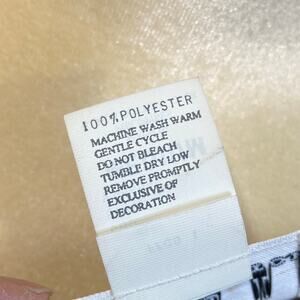 100% POLYESTER
MACHINE WASH WARM
GENTLE CYCLE
DO NOT BLEACH
TUMBLE DRY LOW
REMOVE PROMPTLY
EXCLUSIVE OF
DECORATION